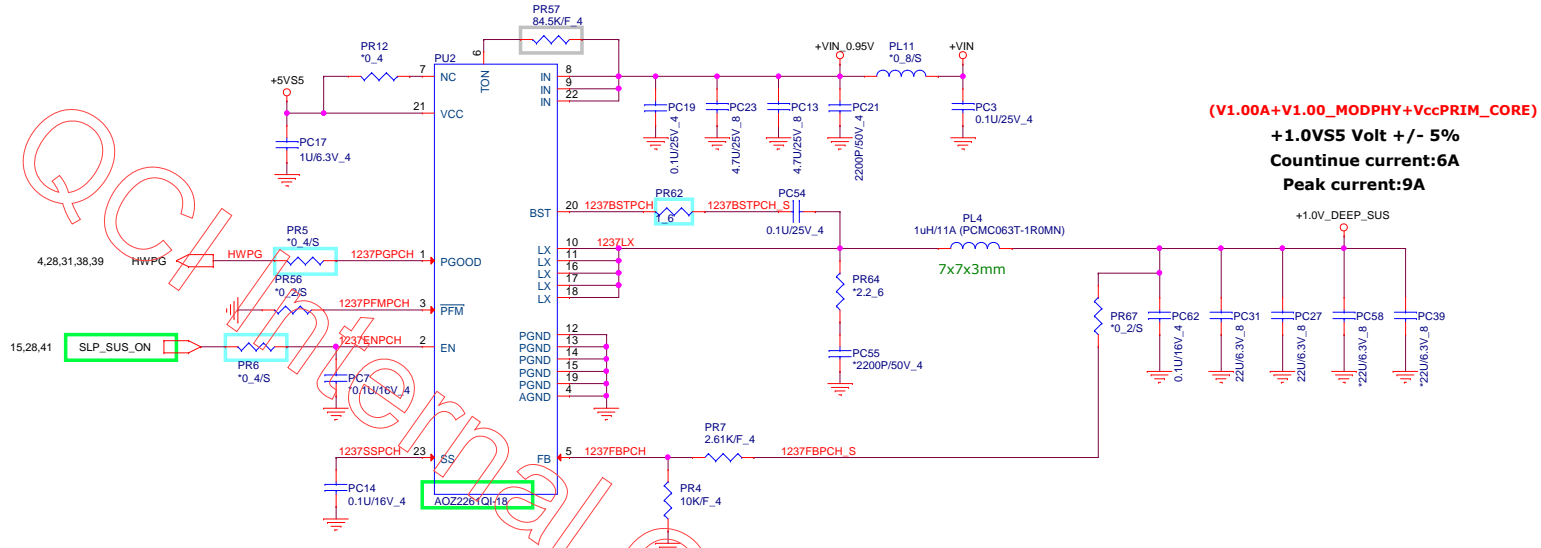 PR57
84.5K/F_4
PR12
*0_4
PU2
6
TON
+5VS5
7
NC
21
VCC
PC17
1U/6.3V_4
IN
8
IN
9
IN
22
+VIN_0.95V
PL11
*0_8/S
+VIN
PC19
0.1U/25V_4
PC23
4.7U/25V_8
PC13
4.7U/25V_8
PC21
2200P/50V_4
PC3
0.1U/25V_4
(V1.00A+V1.00_MODPHY+VccPRIM_CORE)
+1.0VS5 Volt +/- 5%
Countinue current:6A
Peak current:9A
+1.0V_DEEP_SUS
BST
20
1237BSTPCH
PR62
1_6
1237BSTPCH_S
PC54
0.1U/25V_4
LX
10
1237LX
LX
11
LX
16
LX
17
LX
18
PL4
1uH/11A (PCMC063T-1R0MN)
7x7x3mm
PR64
*2.2_6
PC55
*2200P/50V_4
4,28,31,38,39
HWPG
HWPG
PR5
*0_4/S
1237PGPCH
1
PGOOD
PR56
*0_2/S
1237PFMPCH
3
PFM
15,28,41
SLP_SUS_ON
PR6
*0_4/S
1237ENPCH
2
EN
PC7
*0.1U/16V_4
PGND
12
PGND
13
PGND
14
PGND
15
PGND
19
AGND
4
PR67
*0_2/S
PC62
0.1U/16V_4
PC31
22U/6.3V_8
PC27
22U/6.3V_8
PC58
*22U/6.3V_8
PC39
*22U/6.3V_8
1237SSPCH
23
SS
PC14
0.1U/16V_4
FB
5
1237FBPCH
PR7
2.61K/F_4
1237FBPCH_S
PR4
10K/F_4
AOZ2261QI-18
QCI Internal